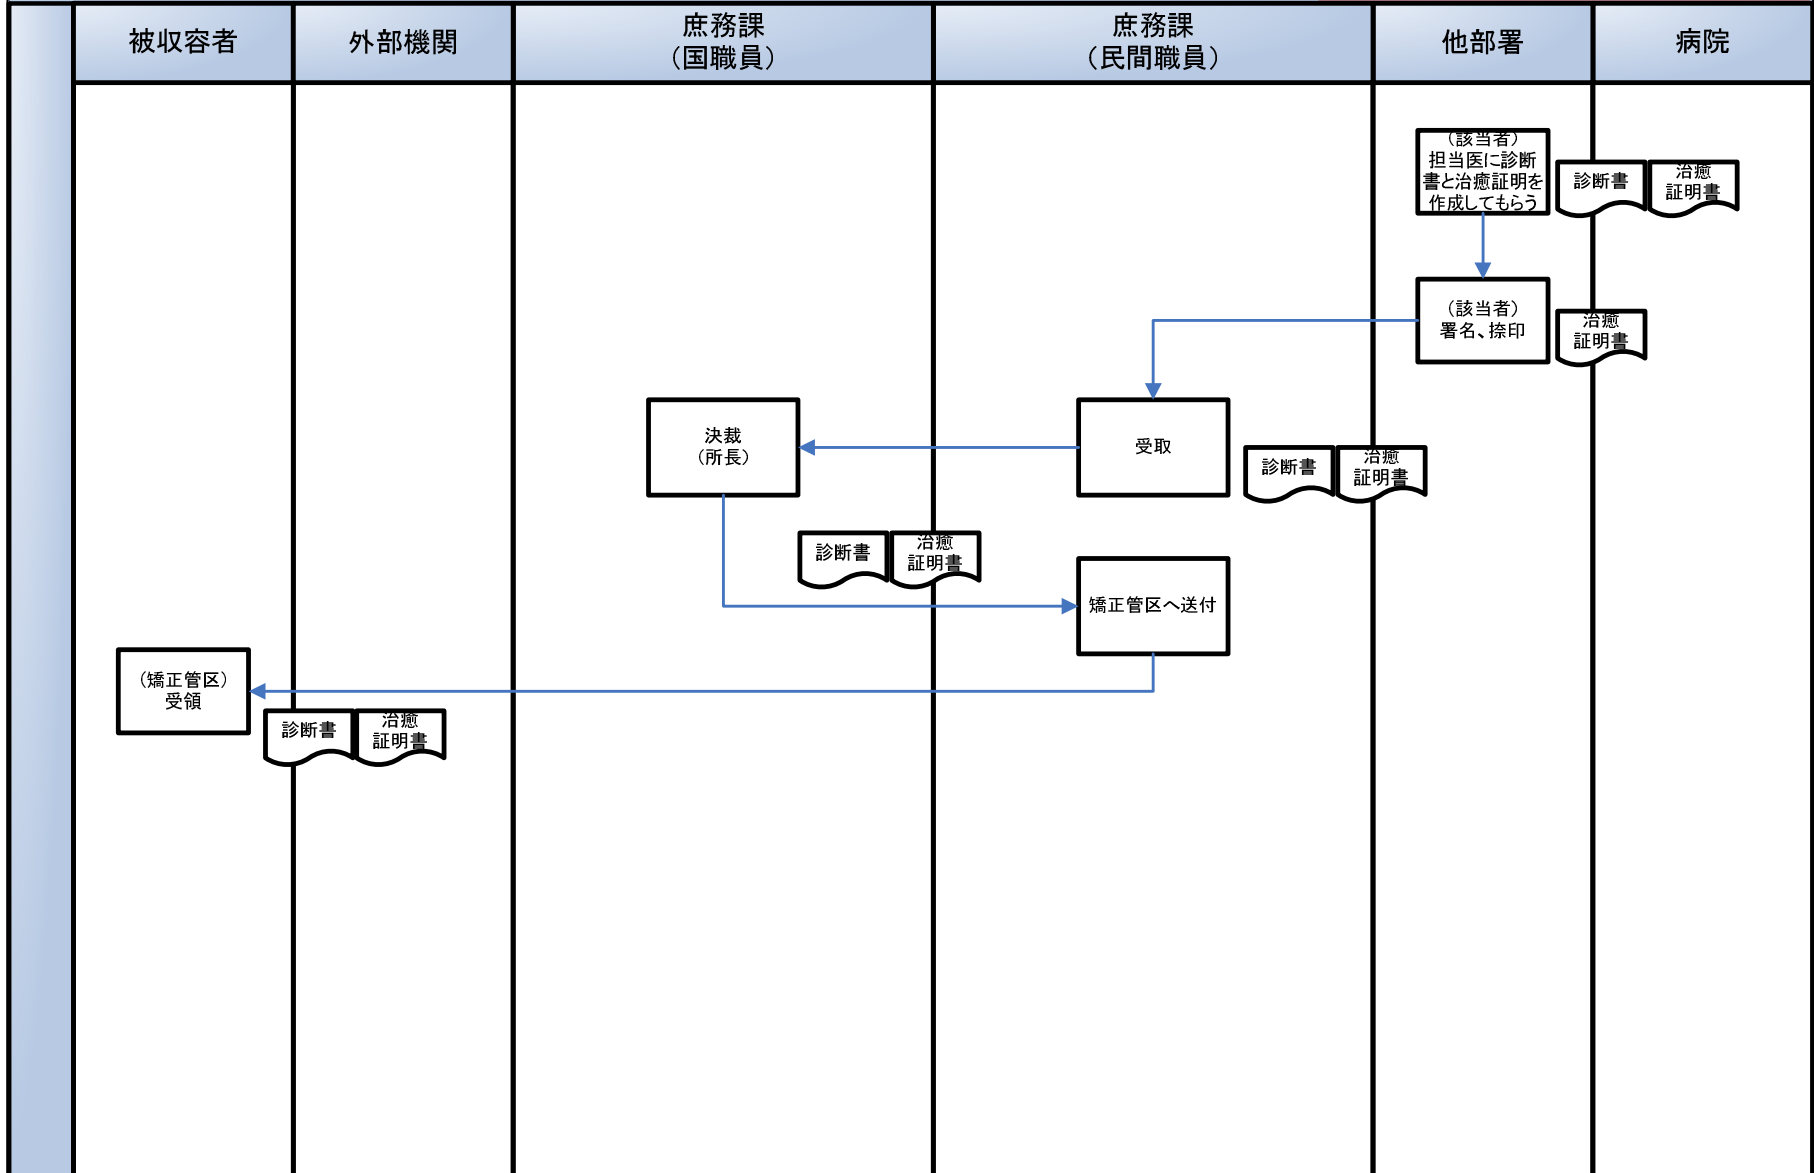 被収容者
外部機関
庶務課
（国職員）
庶務課
（民間職員）
他部署
病院
（該当者）
担当医に診断
書と治癒証明を
作成してもらう
診断書
治癒
証明書
（該当者）
署名、捺印
治癒
証明書
決裁
（所長）
受取
診断書
治癒
証明書
診断書
治癒
証明書
矯正管区へ送付
（矯正管区）
受領
診断書
治癒
証明書